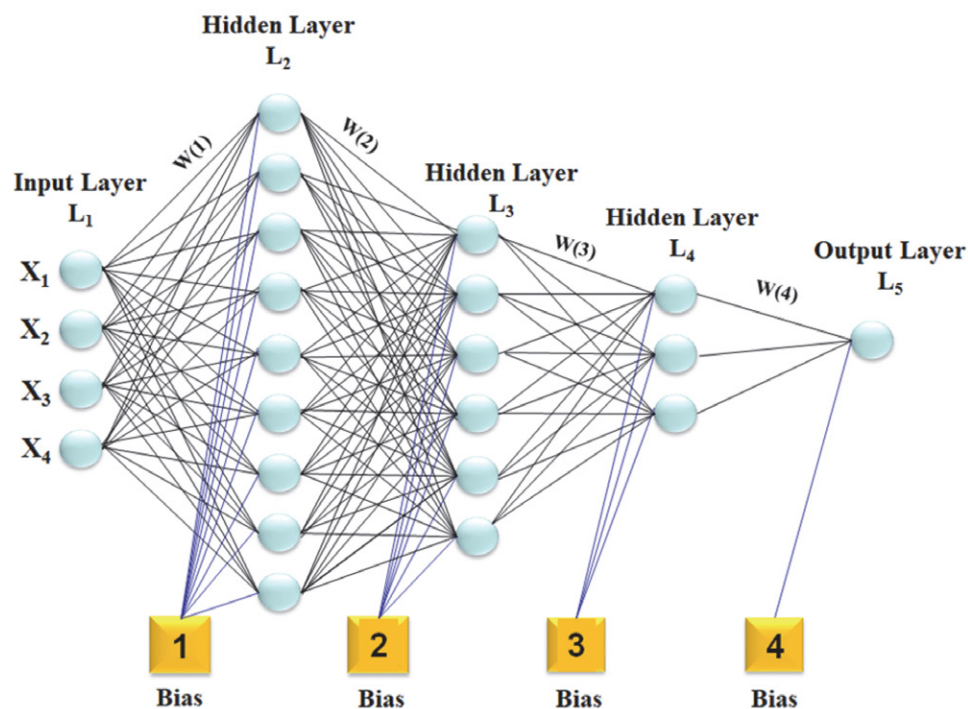 Hidden Layer
L2
W(1)
W(2)
Input Layer
L1
Hidden Layer
L3
Hidden Layer
L4
W(3)
Output Layer
L5
W(4)
X1
X2
X3
X4
1
2
3
4
Bias
Bias
Bias
Bias